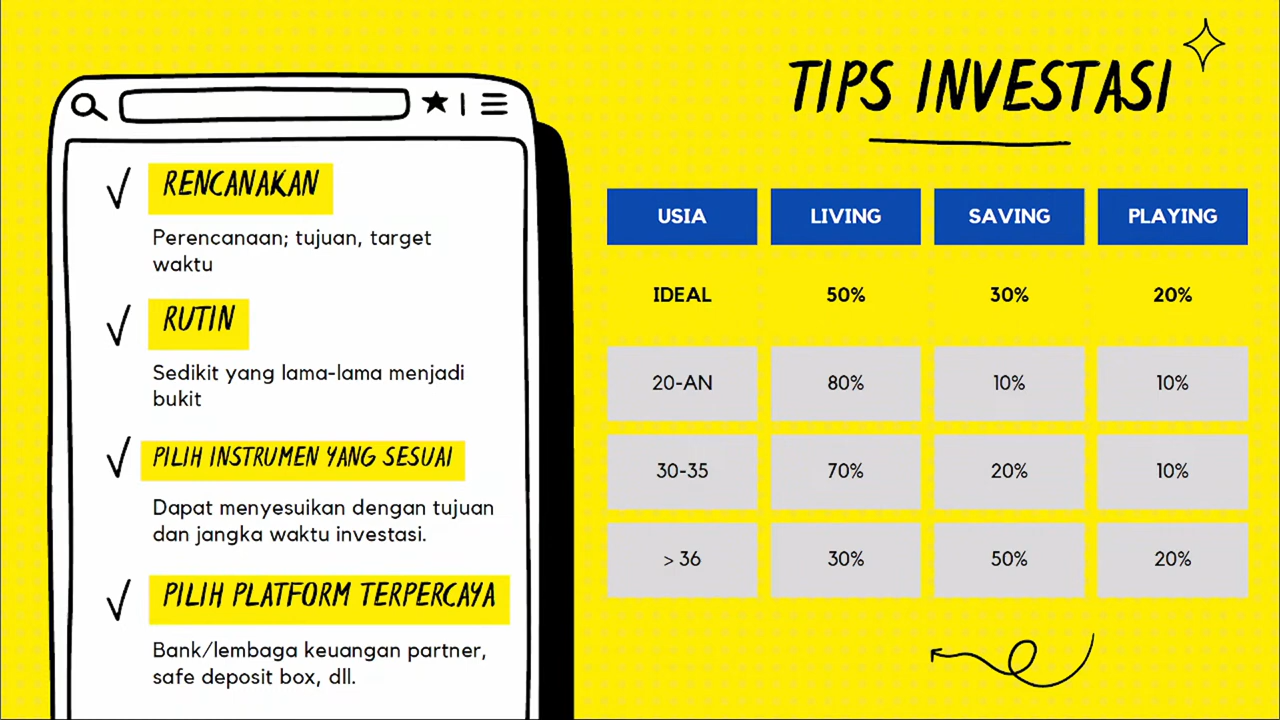 TIPS INVESTASI
RENCANAKAN
Perencanaan; tujuan, target
waktu
RUTIN
Sedikit yang lama-lama menjadi
bukit
PILIH INSTRUMEN YANG SESUAI
Dapat menyesuikan dengan tujuan
dan jangka waktu investasi.
PILIH PLATFORM TERPERCAYA
Bank/lembaga keuangan partner,
safe deposit box, dll.
USIA LIVING SAVING PLAYING
IDEAL 50% 30% 20%
20-AN 80% 10% 10%
30-35 70% 20% 10%
> 36 30% 50% 20%